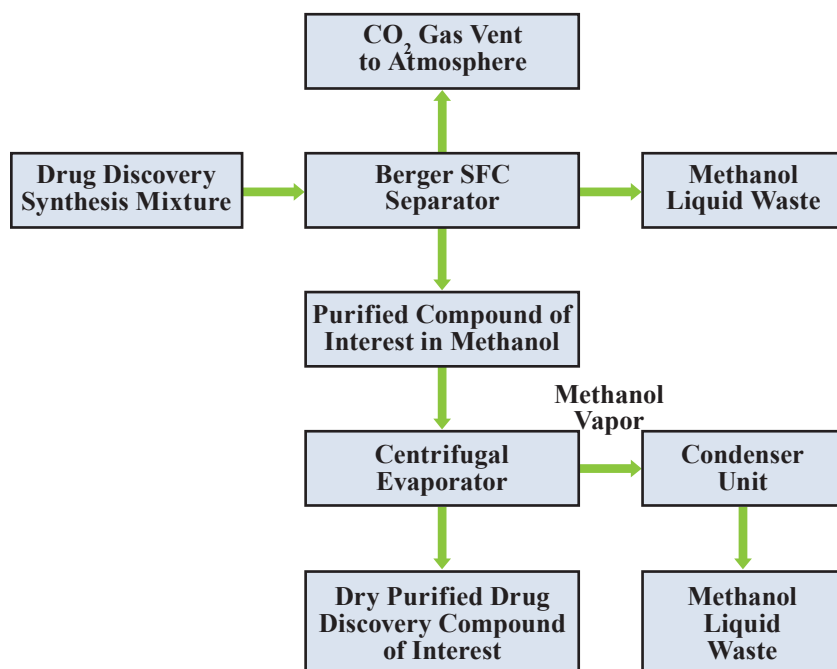 CO₂ Gas Vent
to Atmosphere
Drug Discovery
Synthesis Mixture
Berger SFC
Separator
Methanol
Liquid Waste
Purified Compound of
Interest in Methanol
Methanol
Vapor
Centrifugal
Evaporator
Condenser
Unit
Dry Purified Drug
Discovery Compound
of Interest
Methanol
Liquid
Waste